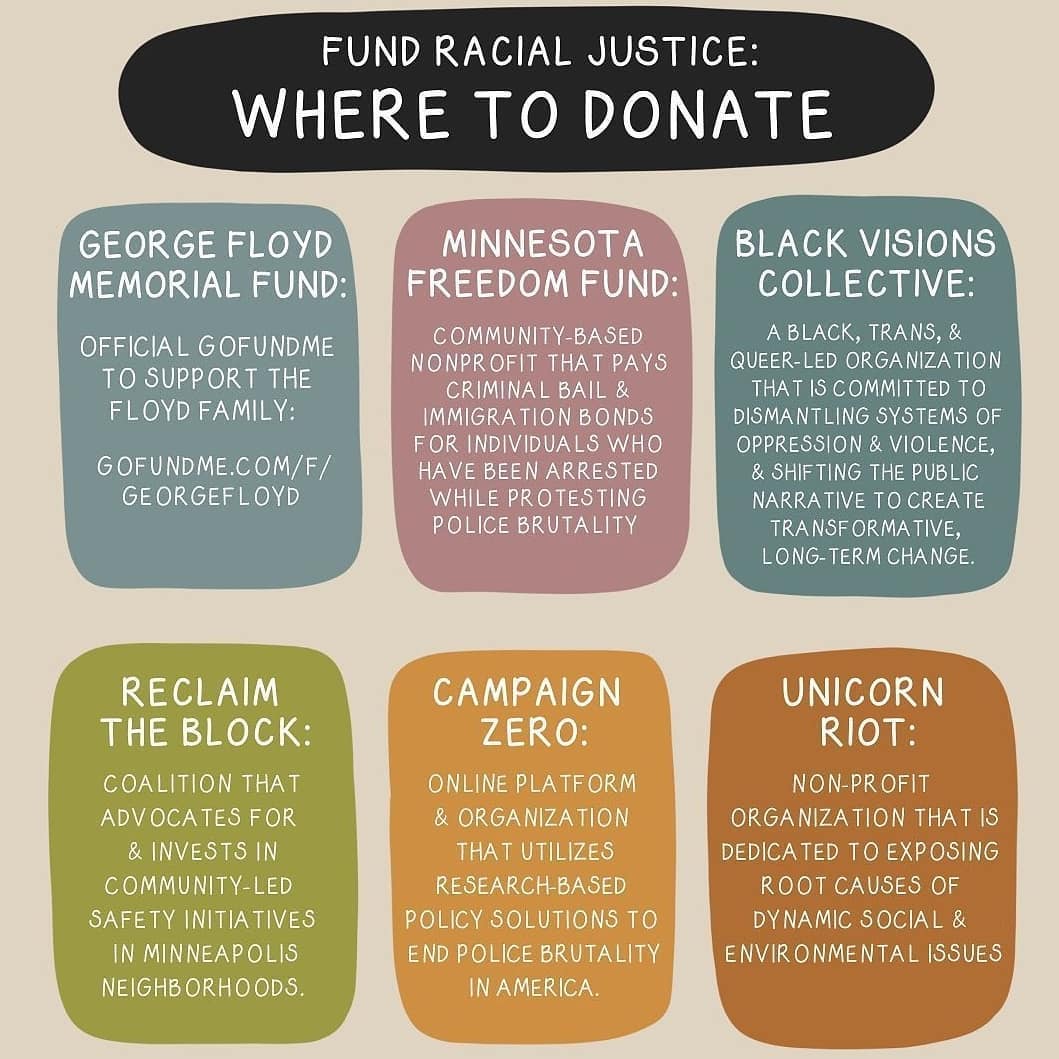 FUND RACIAL JUSTICE:
WHERE TO DONATE
GEORGE FLOYD
MEMORIAL FUND:
OFFICIAL GOFUNDME
TO SUPPORT THE
FLOYD FAMILY:
GOFUNDME.COM/F/
GEORGEFLOYD
MINNESOTA
FREEDOM FUND:
COMMUNITY-BASED
NONPROFIT THAT PAYS
CRIMINAL BAIL &
IMMIGRATION BONDS
FOR INDIVIDUALS WHO
HAVE BEEN ARRESTED
WHILE PROTESTING
POLICE BRUTALITY
BLACK VISIONS
COLLECTIVE:
A BLACK, TRANS, &
QUEER-LED ORGANIZATION
THAT IS COMMITTED TO
DISMANTLING SYSTEMS OF
OPPRESSION & VIOLENCE,
& SHIFTING THE PUBLIC
NARRATIVE TO CREATE
TRANSFORMATIVE,
LONG-TERM CHANGE.
RECLAIM
THE BLOCK:
COALITION THAT
ADVOCATES FOR
& INVESTS IN
COMMUNITY-LED
SAFETY INITIATIVES
IN MINNEAPOLIS
NEIGHBORHOODS.
CAMPAIGN
ZERO:
ONLINE PLATFORM
& ORGANIZATION
THAT UTILIZES
RESEARCH-BASED
POLICY SOLUTIONS TO
END POLICE BRUTALITY
IN AMERICA.
UNICORN
RIOT:
NON-PROFIT
ORGANIZATION THAT IS
DEDICATED TO EXPOSING
ROOT CAUSES OF
DYNAMIC SOCIAL &
ENVIRONMENTAL ISSUES